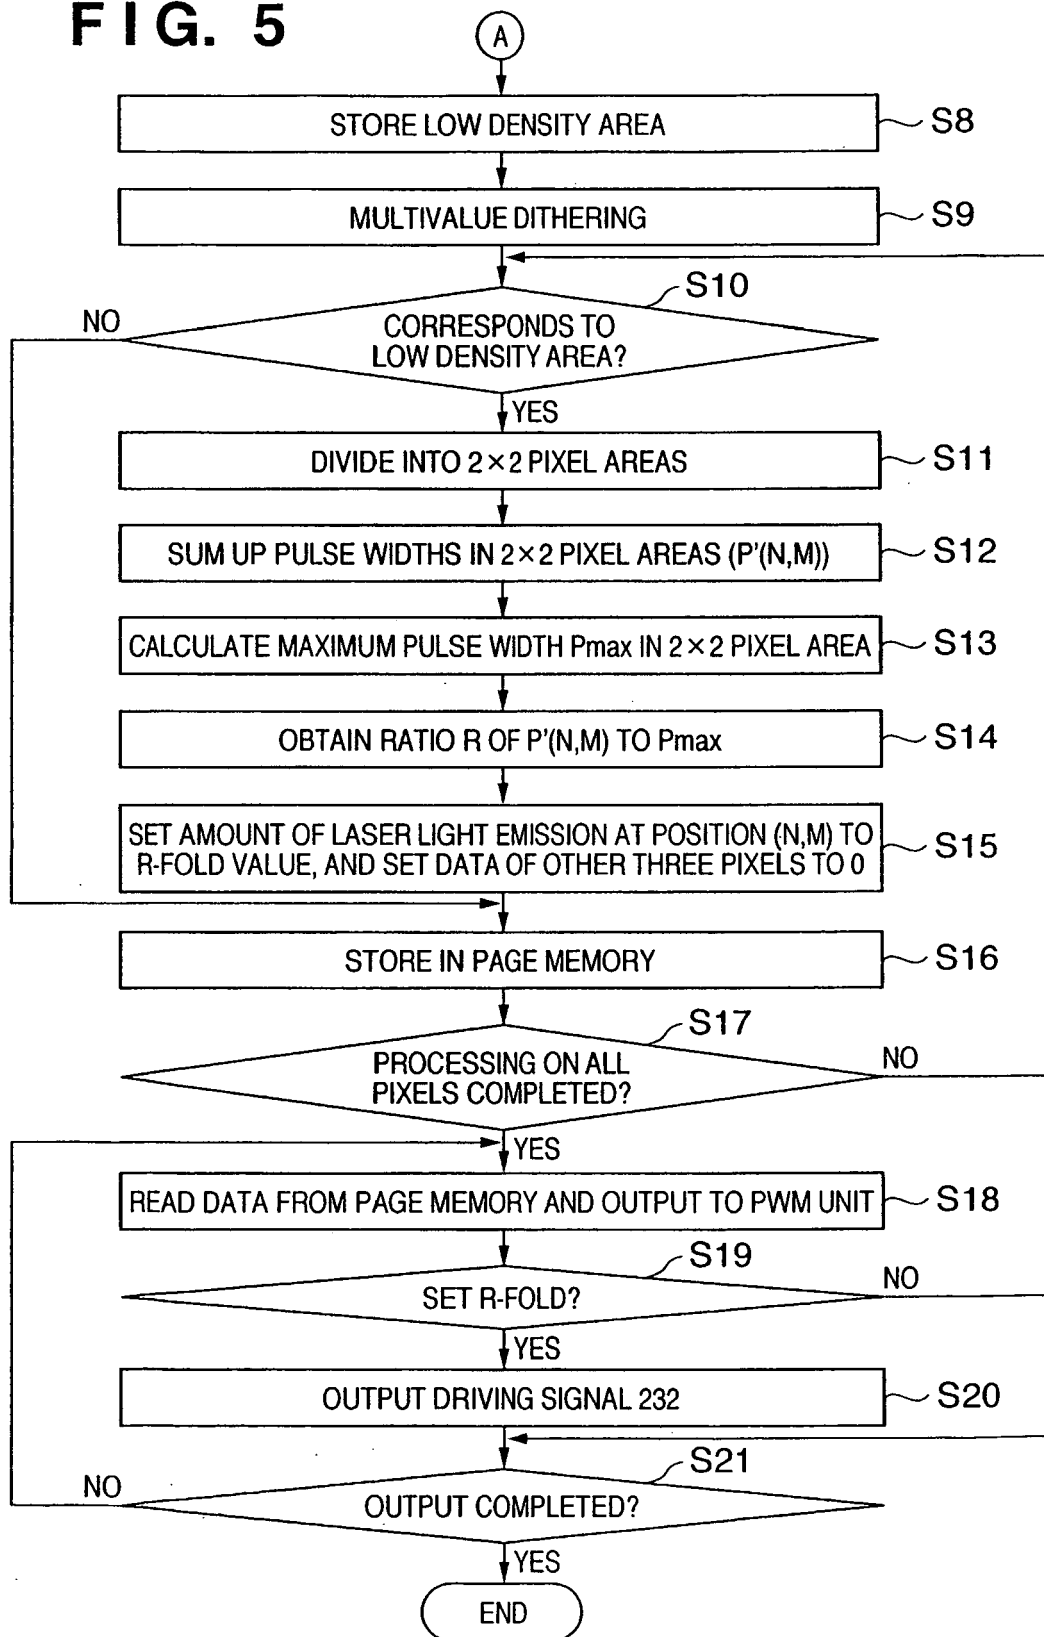 FIG. 5
A
STORE LOW DENSITY AREA
S8
MULTIVALUE DITHERING
S9
S10
NO
CORRESPONDS TO
LOW DENSITY AREA?
YES
DIVIDE INTO 2×2 PIXEL AREAS
S11
SUM UP PULSE WIDTHS IN 2×2 PIXEL AREAS (P'(N,M))
S12
CALCULATE MAXIMUM PULSE WIDTH Pmax IN 2×2 PIXEL AREA
S13
OBTAIN RATIO R OF P'(N,M) TO Pmax
S14
SET AMOUNT OF LASER LIGHT EMISSION AT POSITION (N,M) TO
R-FOLD VALUE, AND SET DATA OF OTHER THREE PIXELS TO 0
S15
STORE IN PAGE MEMORY
S16
S17
PROCESSING ON ALL
PIXELS COMPLETED?
NO
YES
READ DATA FROM PAGE MEMORY AND OUTPUT TO PWM UNIT
S18
S19
SET R-FOLD?
NO
YES
OUTPUT DRIVING SIGNAL 232
S20
S21
NO
OUTPUT COMPLETED?
YES
END